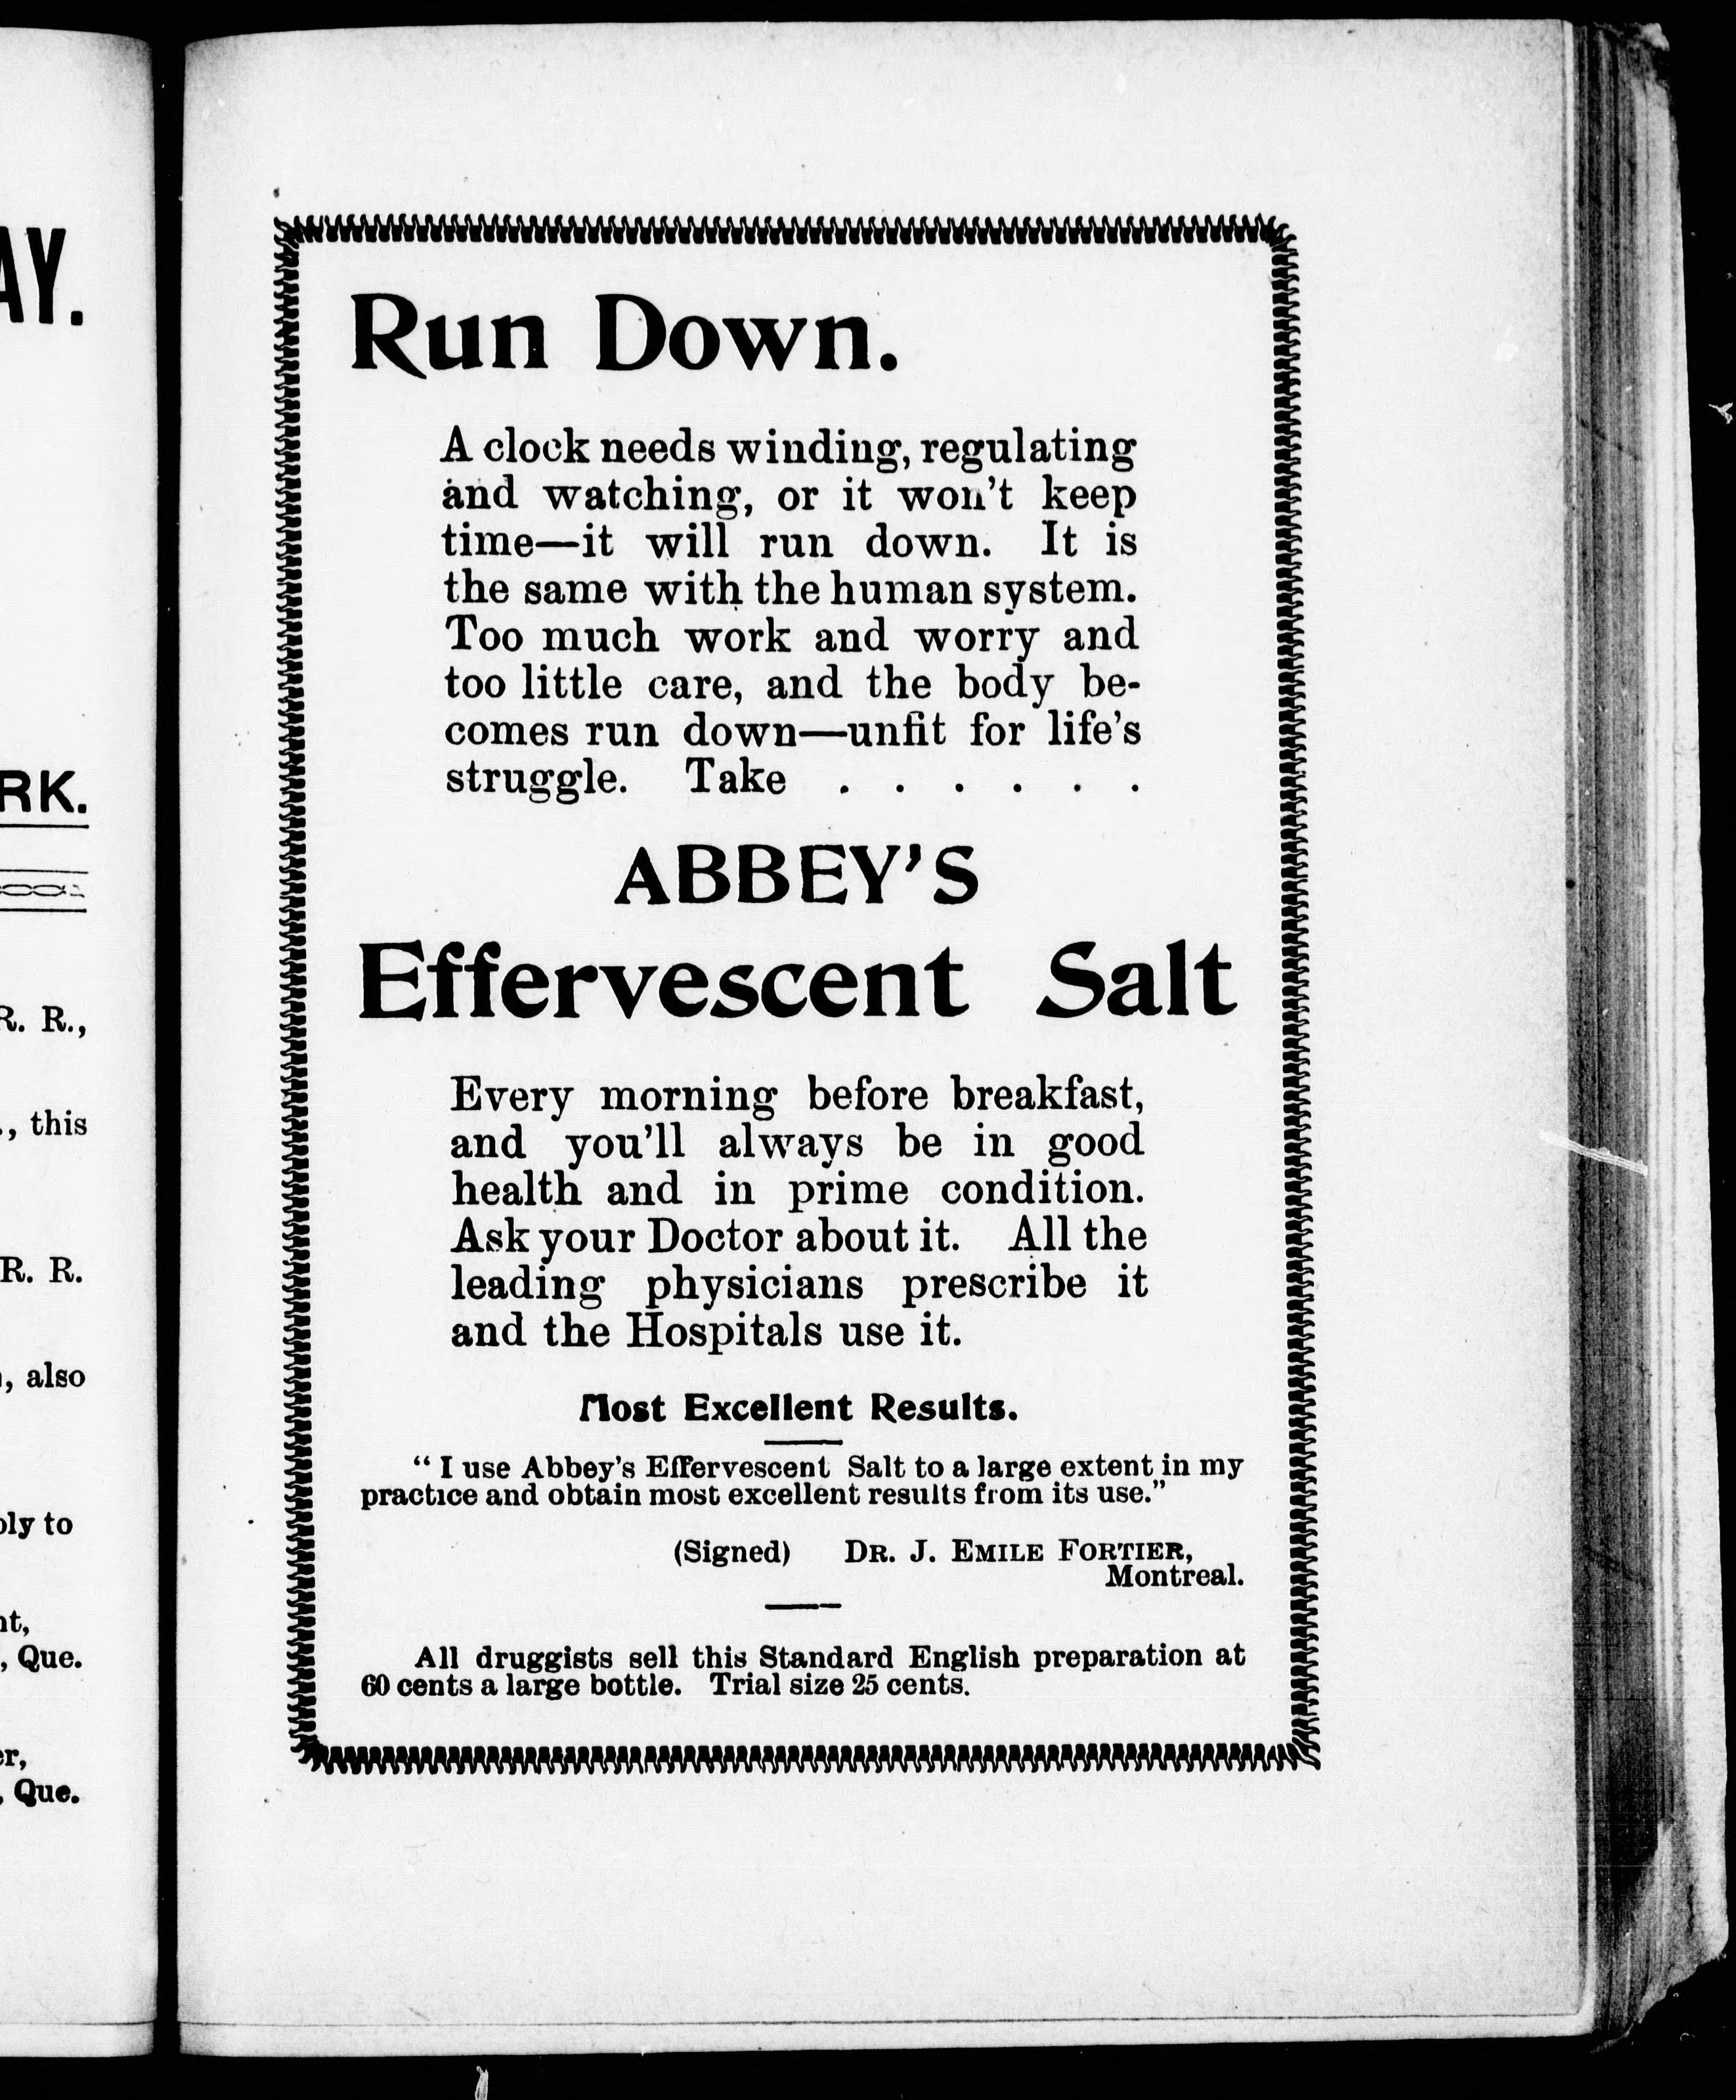 AY.
RK.
R. R.,
., this
R. R.
, also
ply to
nt,
, Que.
er,
, Que.
Run Down.
A clock needs winding, regulating
and watching, or it won't keep
time—it will run down. It is
the same with the human system.
Too much work and worry and
too little care, and the body be-
comes run down—unfit for life's
struggle. Take . . . . . .
ABBEY'S
Effervescent Salt
Every morning before breakfast,
and you'll always be in good
health and in prime condition.
Ask your Doctor about it. All the
leading physicians prescribe it
and the Hospitals use it.
Most Excellent Results.
" I use Abbey's Effervescent Salt to a large extent in my
practice and obtain most excellent results from its use."
(Signed) DR. J. EMILE FORTIER,
Montreal.
All druggists sell this Standard English preparation at
60 cents a large bottle. Trial size 25 cents.